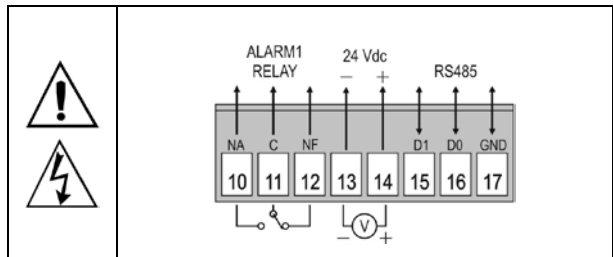 ALARM1 24 Vdc
RELAY − + RS485
NA C NF D1 D0 GND
10 11 12 13 14 15 16 17
− V +